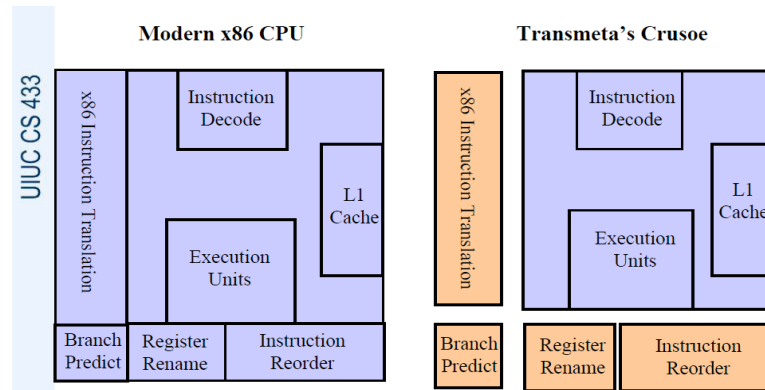 UIUC CS 433
Modern x86 CPU
x86 Instruction Translation
Instruction
Decode
L1
Cache
Execution
Units
Branch
Predict
Register
Rename
Instruction
Reorder
Transmeta's Crusoe
x86 Instruction Translation
Instruction
Decode
L1
Cache
Execution
Units
Branch
Predict
Register
Rename
Instruction
Reorder